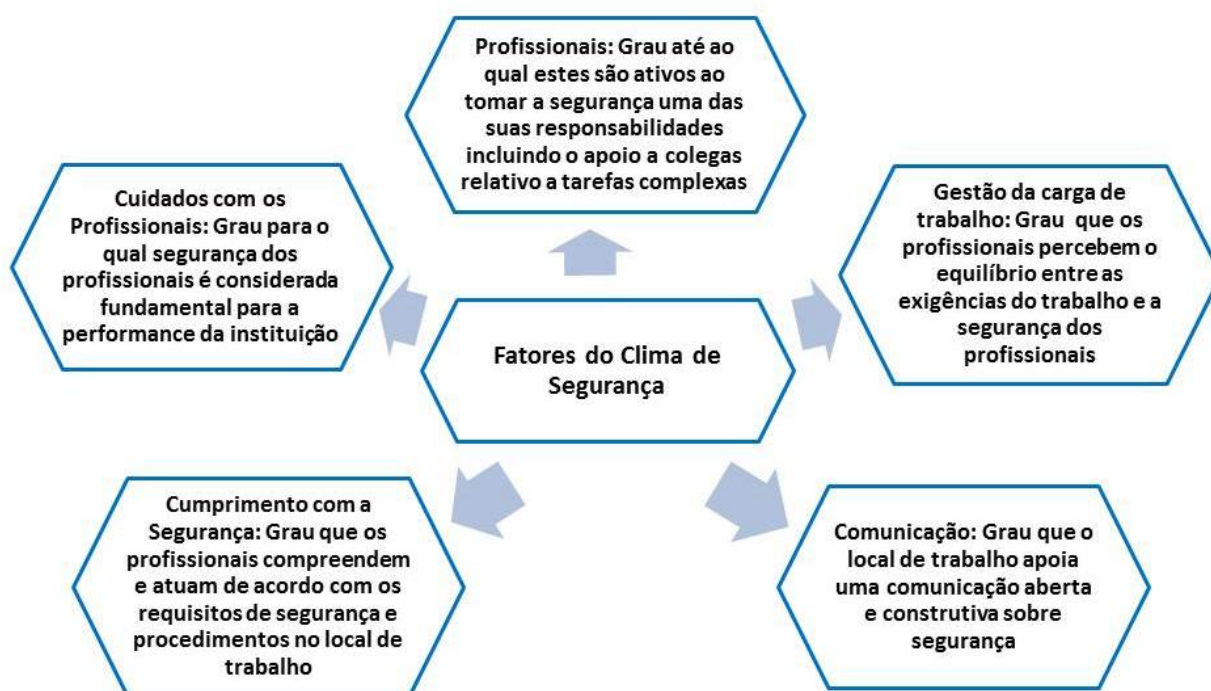 Profissionais: Grau até ao
qual estes são ativos ao
tomar a segurança uma das
suas responsabilidades
incluindo o apoio a colegas
relativo a tarefas complexas
Cuidados com os
Profissionais: Grau para o
qual segurança dos
profissionais é considerada
fundamental para a
performance da instituição
Gestão da carga de
trabalho: Grau que os
profissionais percebem o
equilíbrio entre as
exigências do trabalho e a
segurança dos
profissionais
Fatores do Clima de
Segurança
Cumprimento com a
Segurança: Grau que os
profissionais compreendem
e atuam de acordo com os
requisitos de segurança e
procedimentos no local de
trabalho
Comunicação: Grau que o
local de trabalho apoia
uma comunicação aberta
e construtiva sobre
segurança